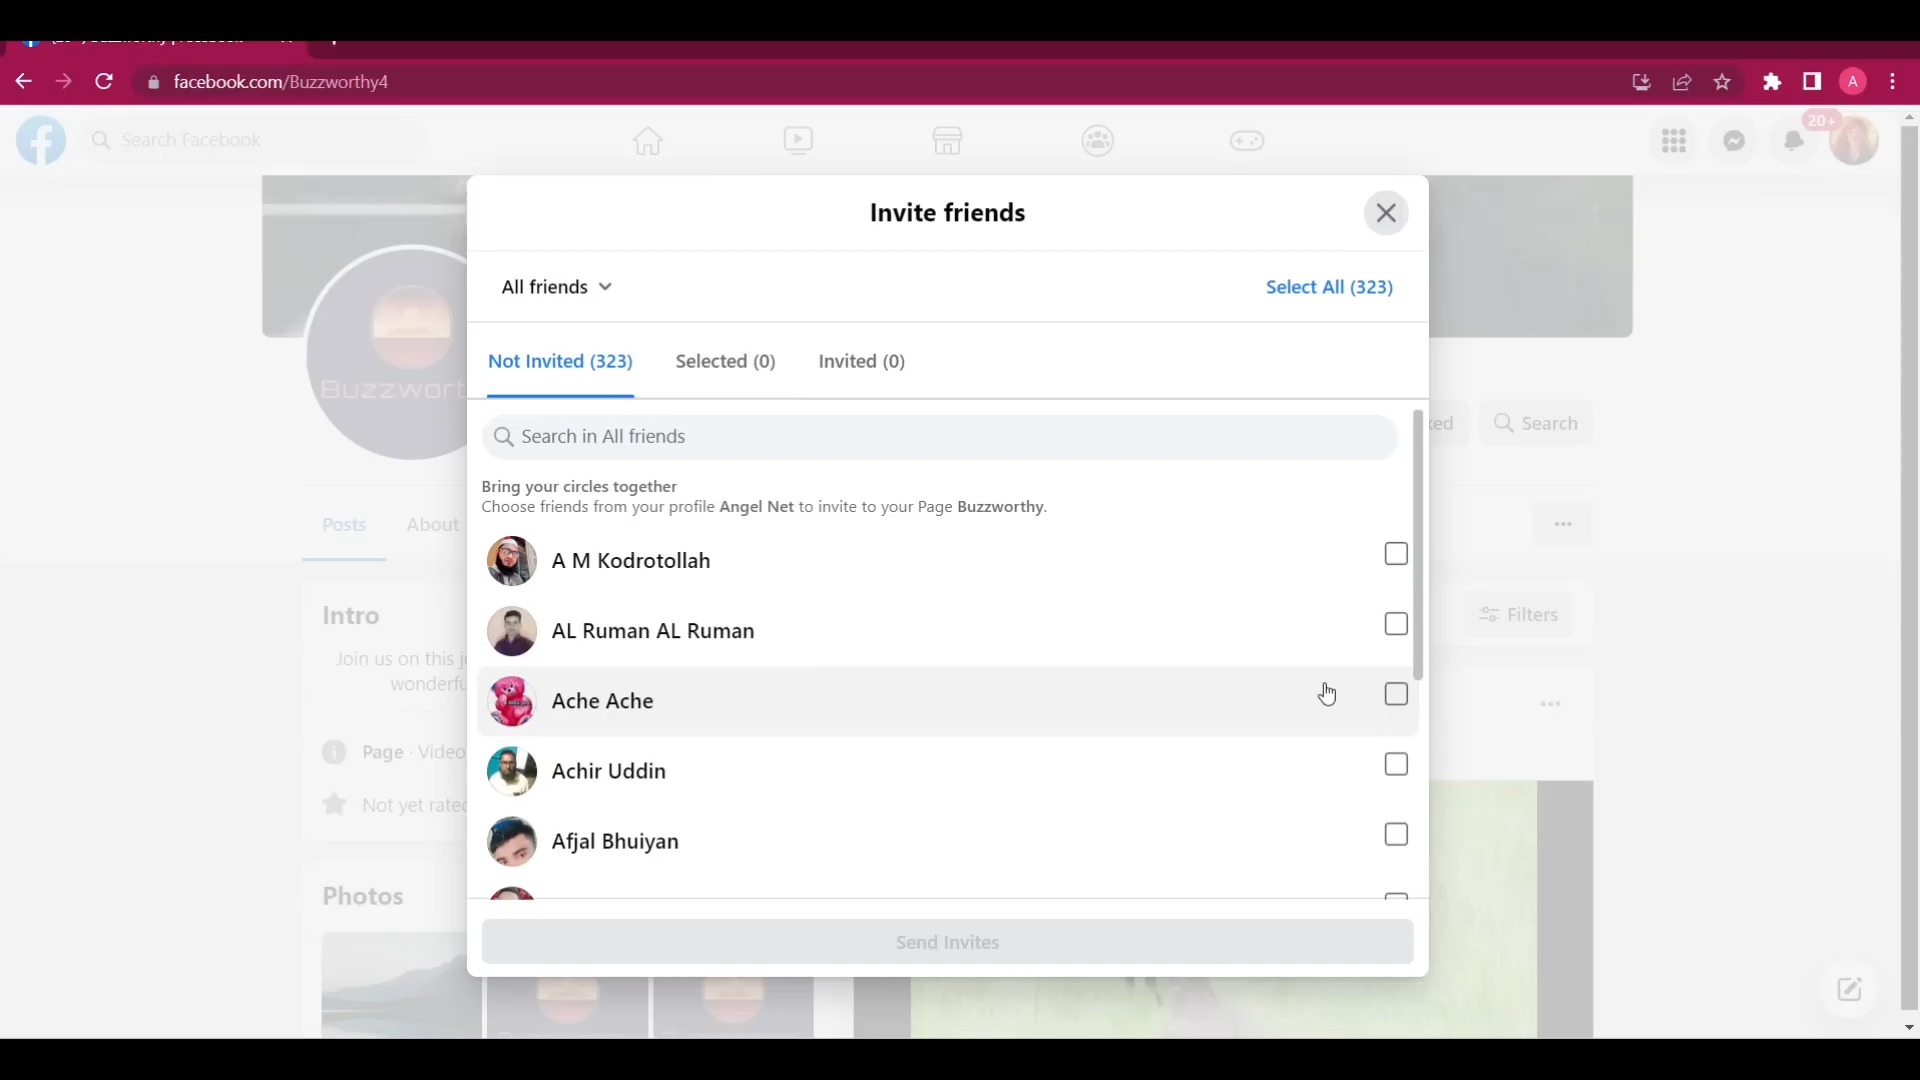 facebook.com/Buzzworthy4
A
Search Facebook
20+
Invite friends
All friends
Select All (323)
Not Invited (323) Selected (0) Invited (0)
Search in All friends
Search
Bring your circles together
Choose friends from your profile Angel Net to invite to your Page Buzzworthy.
Posts About
A M Kodrotollah
Intro
Filters
AL Ruman AL Ruman
Join us on this
Ache Ache
Page · Video
Achir Uddin
Not yet rated
Afjal Bhuiyan
Photos
Send Invites